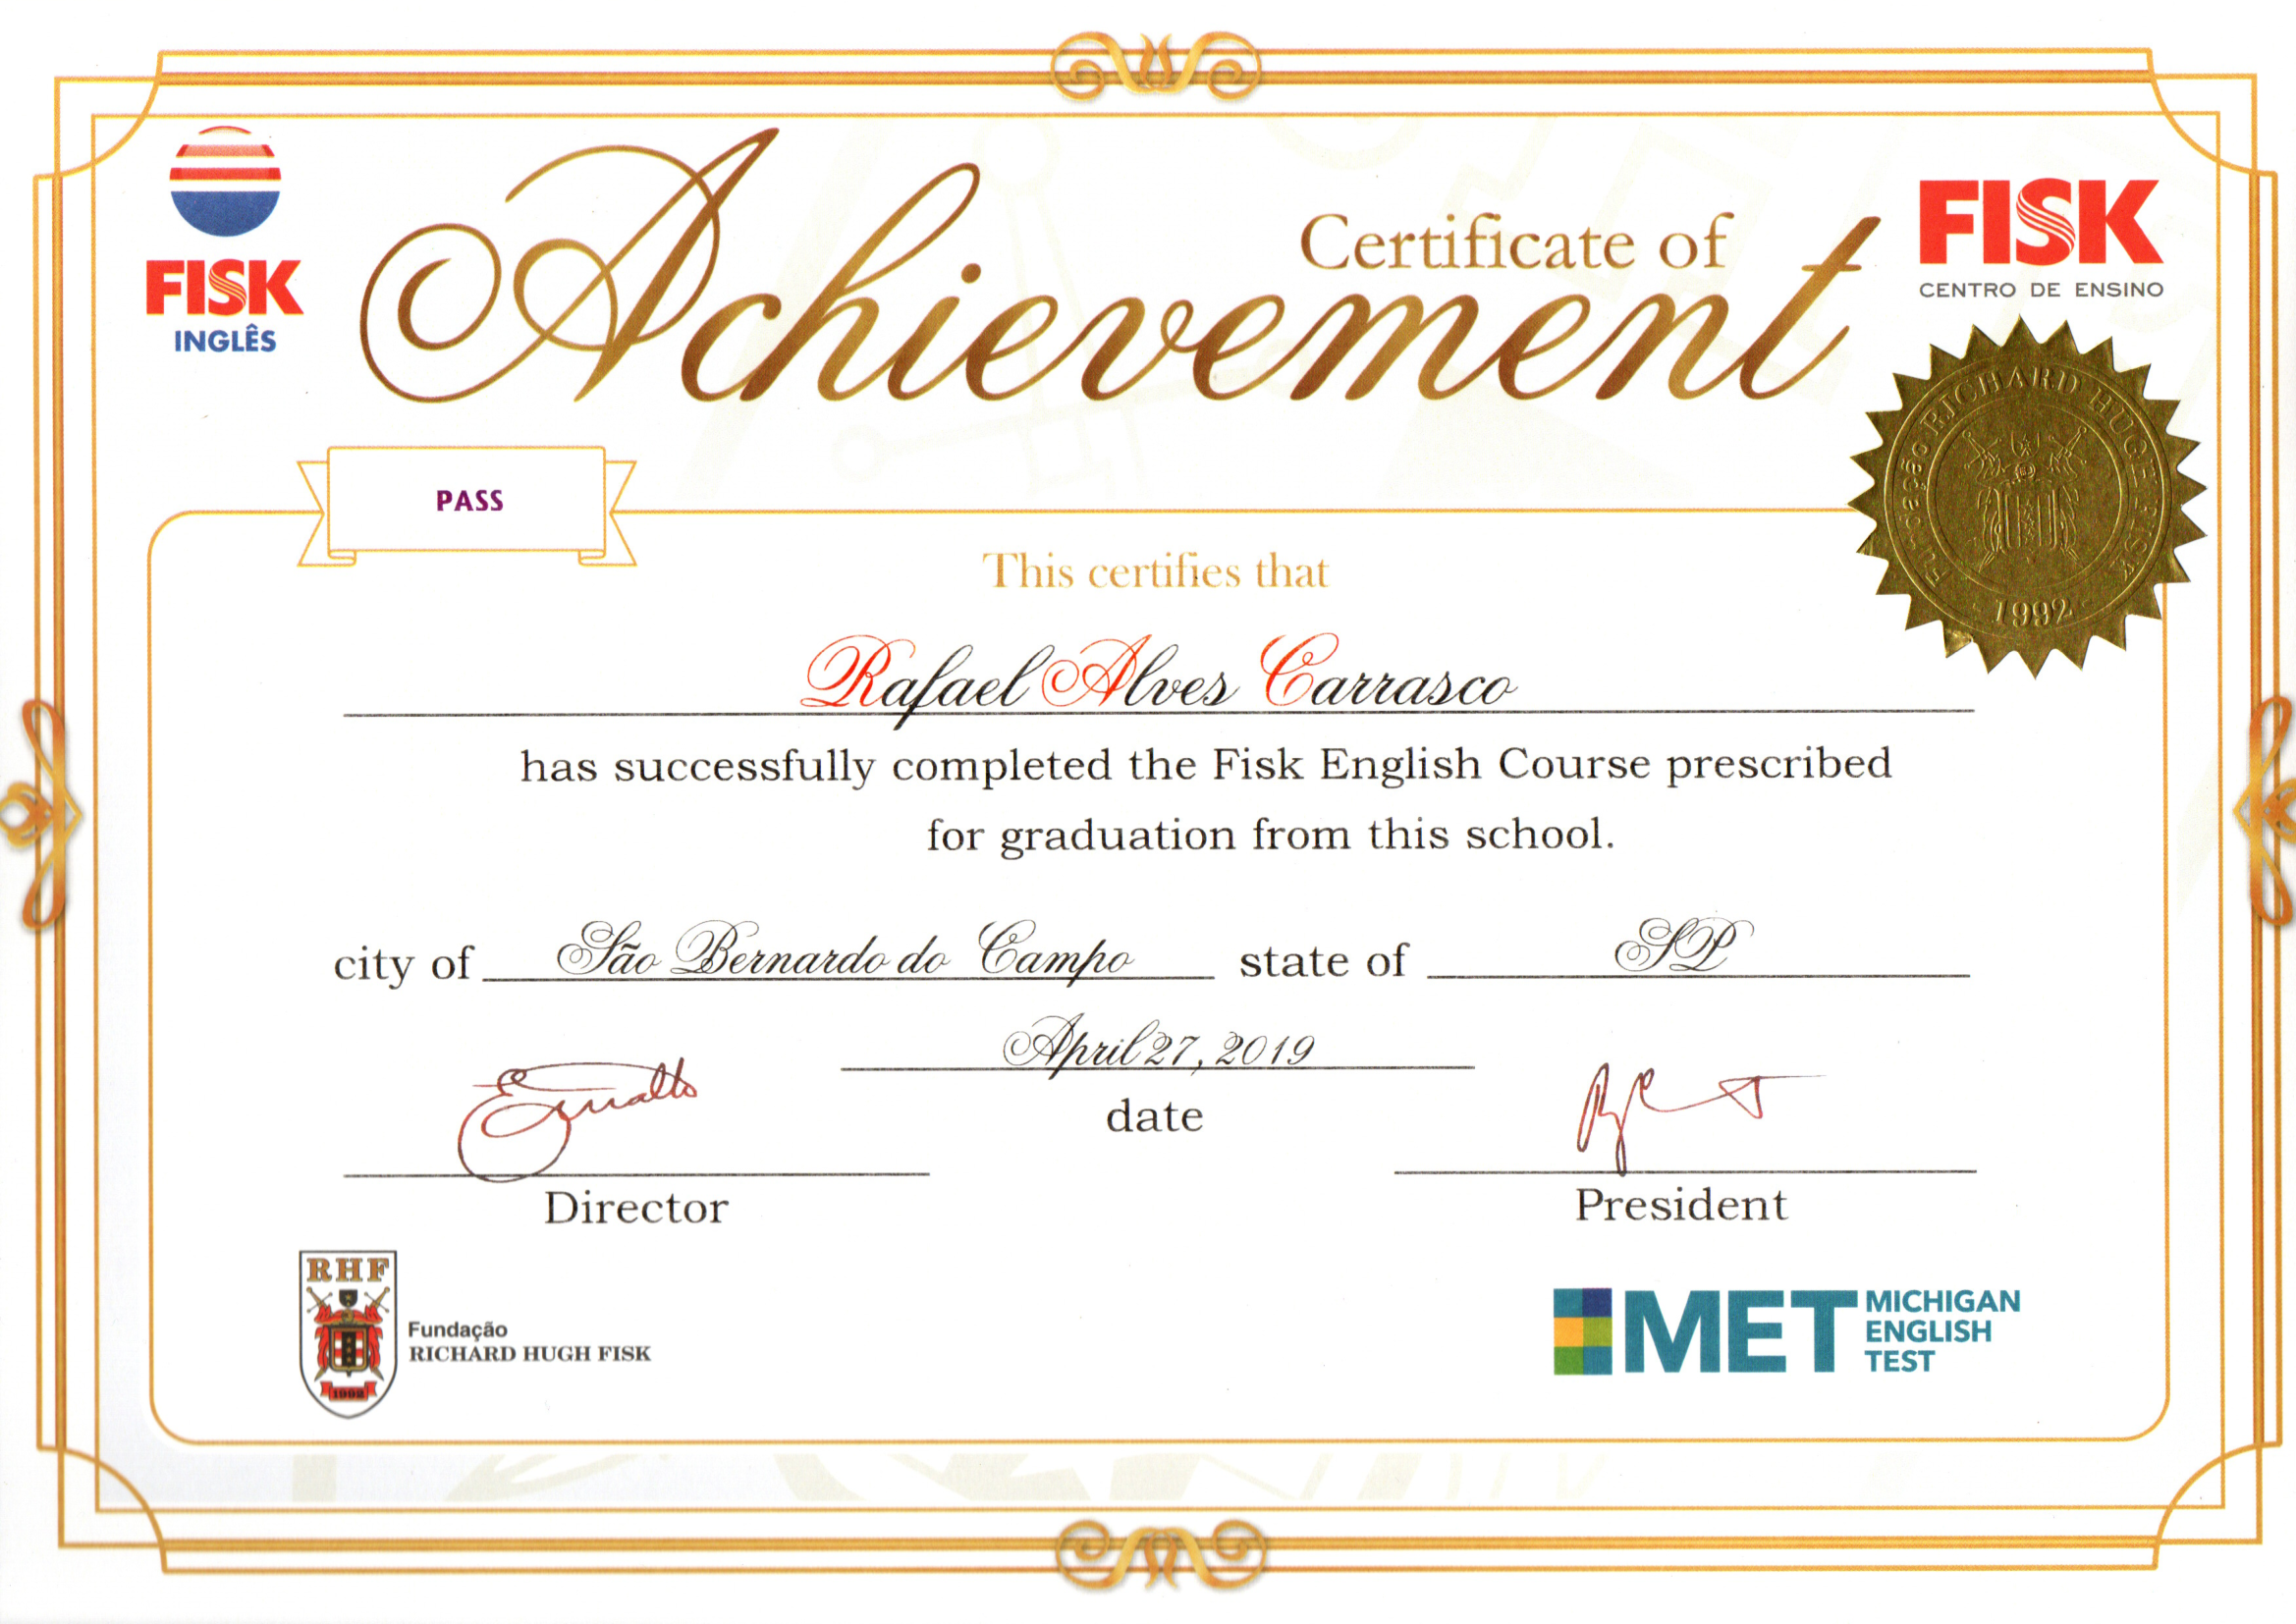 FISK
INGLÊS
Certificate of
Achievement
FISK
CENTRO DE ENSINO
Fundação RICHARD HUGH FISK
- 1992 -
PASS
This certifies that
Rafael Alves Carrasco
has successfully completed the Fisk English Course prescribed
for graduation from this school.
city of São Bernardo do Campo state of SP
April 27, 2019
date
Director
President
RHF
1992
Fundação
RICHARD HUGH FISK
MET MICHIGAN
ENGLISH
TEST